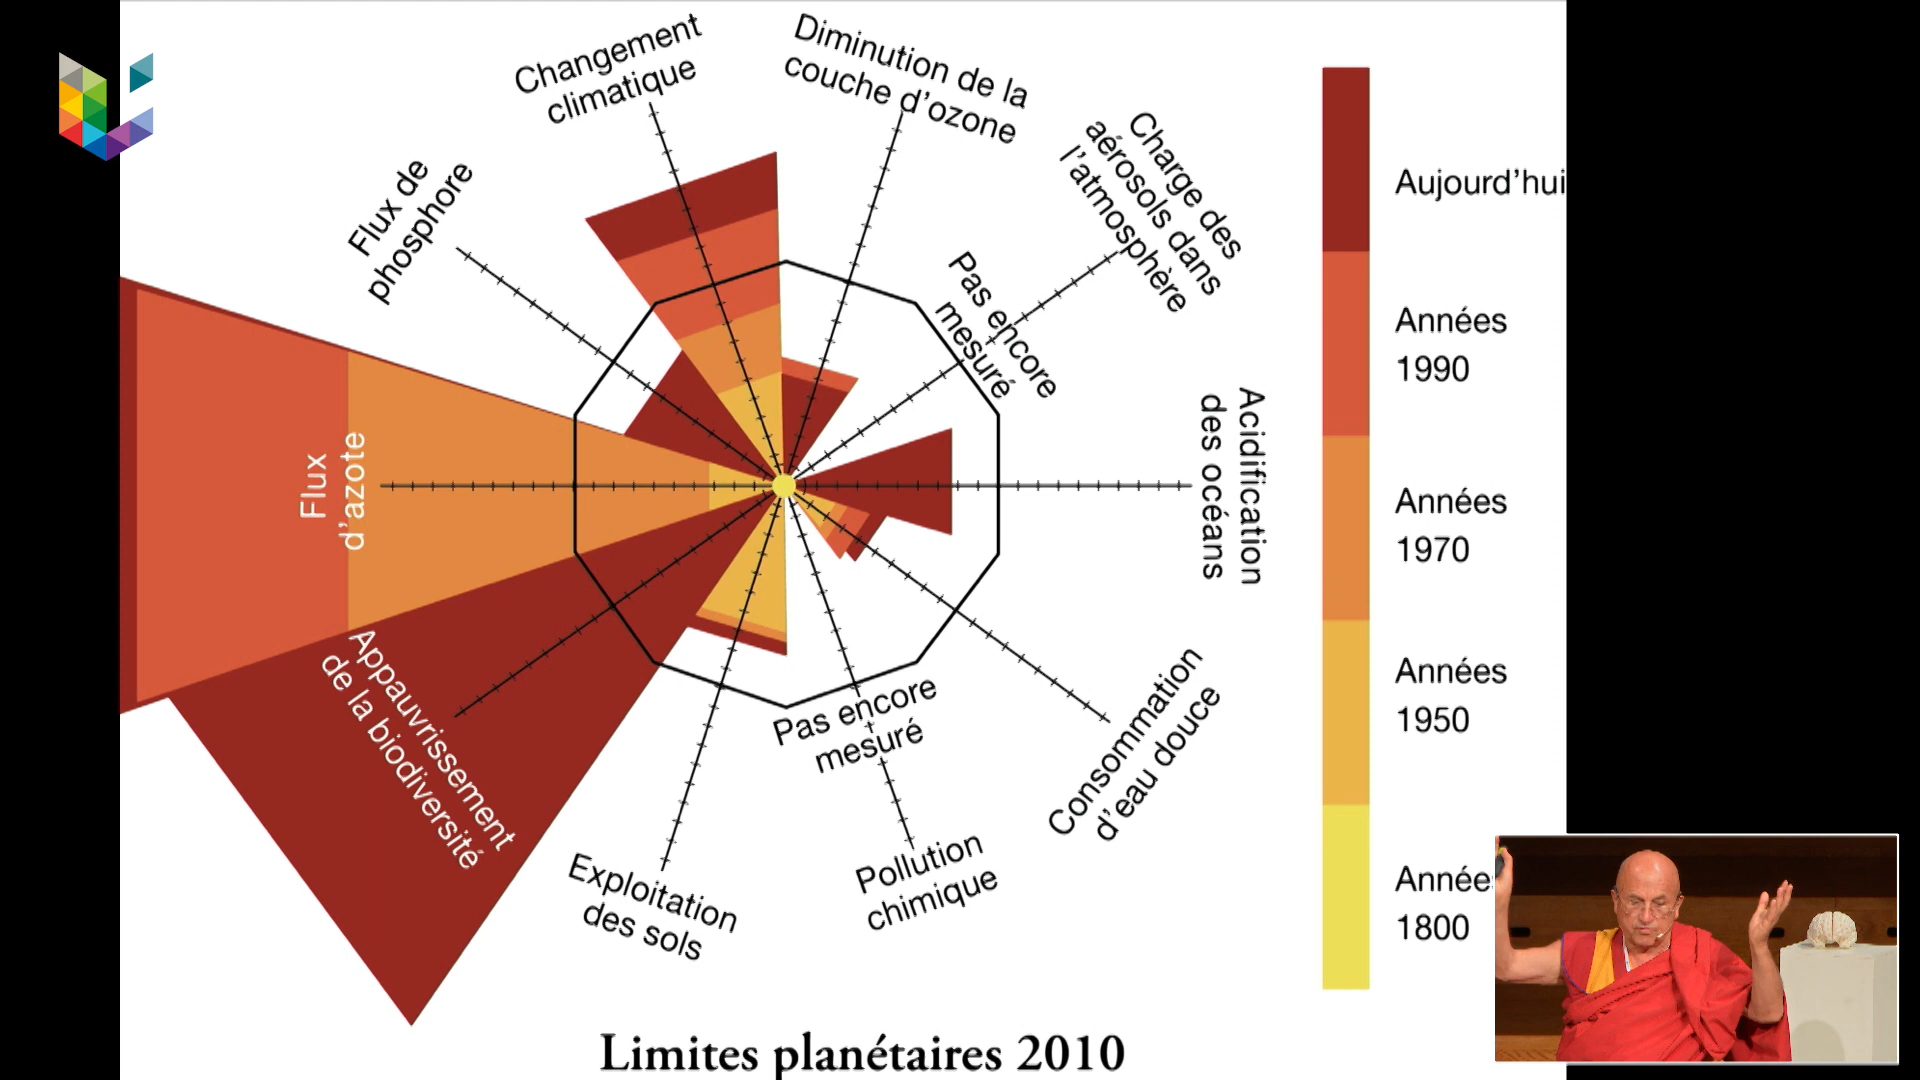 Changement
climatique
Diminution de la
couche d’ozone
Charge des
aérosols dans
l’atmosphère
Pas encore
mesuré
Flux de
phosphore
Acidification
des océans
Flux
d’azote
Appauvrissement
de la biodiversité
Consommation
d’eau douce
Pas encore
mesuré
Exploitation
des sols
Pollution
chimique
Aujourd’hui
Années
1990
Années
1970
Années
1950
Année
1800
Limites planétaires 2010